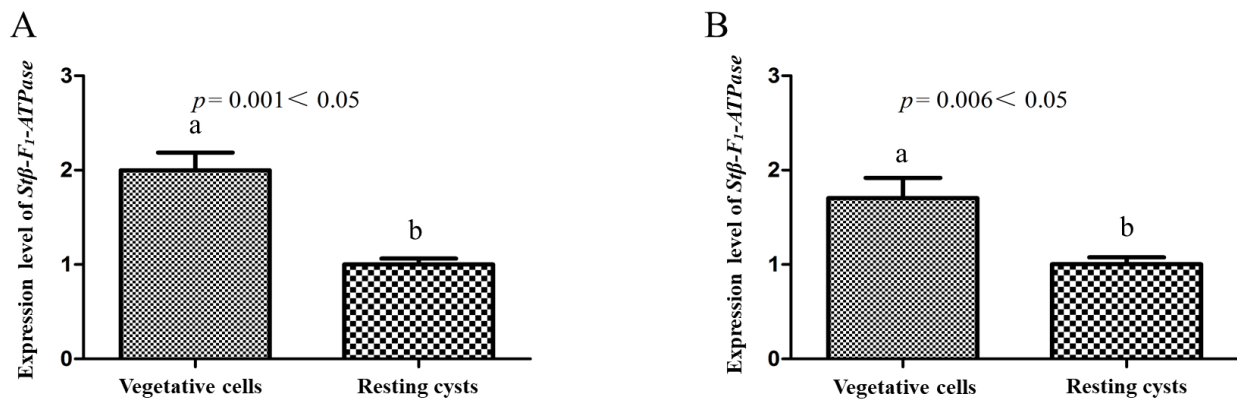 A
Expression level of Stβ-F₁-ATPase
3
2
1
0
p= 0.001< 0.05
a
b
Vegetative cells
Resting cysts
B
Expression level of Stβ-F₁-ATPase
3
2
1
0
p= 0.006< 0.05
a
b
Vegetative cells
Resting cysts